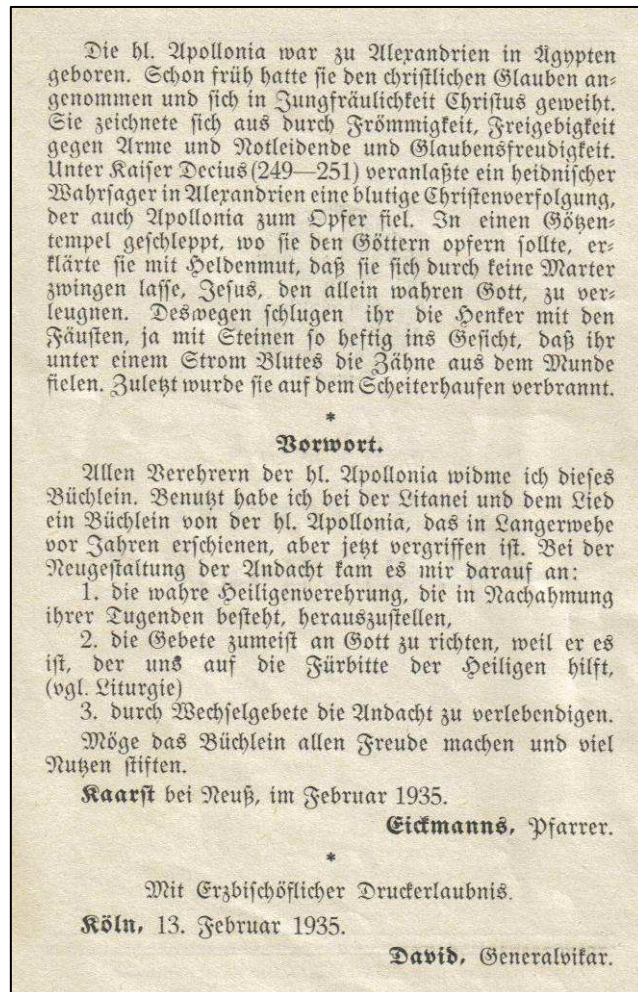 Die hl. Apollonia war zu Alexandrien in Ägypten
geboren. Schon früh hatte sie den christlichen Glauben an-
genommen und sich in Jungfräulichkeit Christus geweiht.
Sie zeichnete sich aus durch Frömmigkeit, Freigebigkeit
gegen Arme und Notleidende und Glaubensfreudigkeit.
Unter Kaiser Decius (249—251) veranlaßte ein heidnischer
Wahrsager in Alexandrien eine blutige Christenverfolgung,
der auch Apollonia zum Opfer fiel. In einen Götzen-
tempel geschleppt, wo sie den Göttern opfern sollte, er-
klärte sie mit Heldenmut, daß sie sich durch keine Marter
zwingen lasse, Jesus, den allein wahren Gott, zu ver-
leugnen. Deswegen schlugen ihr die Henker mit den
Fäusten, ja mit Steinen so heftig ins Gesicht, daß ihr
unter einem Strom Blutes die Zähne aus dem Munde
fielen. Zuletzt wurde sie auf dem Scheiterhaufen verbrannt.
*
Vorwort.
Allen Verehrern der hl. Apollonia widme ich dieses
Büchlein. Benutzt habe ich bei der Litanei und dem Lied
ein Büchlein von der hl. Apollonia, das in Langerwehe
vor Jahren erschienen, aber jetzt vergriffen ist. Bei der
Neugestaltung der Andacht kam es mir darauf an:
1. die wahre Heiligenverehrung, die in Nachahmung
ihrer Tugenden besteht, herauszustellen,
2. die Gebete zumeist an Gott zu richten, weil er es
ist, der uns auf die Fürbitte der Heiligen hilft,
(vgl. Liturgie)
3. durch Wechselgebete die Andacht zu verlebendigen.
Möge das Büchlein allen Freude machen und viel
Nutzen stiften.
Kaarst bei Neuß, im Februar 1935.
Eickmanns, Pfarrer.
*
Mit Erzbischöflicher Druckerlaubnis.
Köln, 13. Februar 1935.
David, Generalvikar.